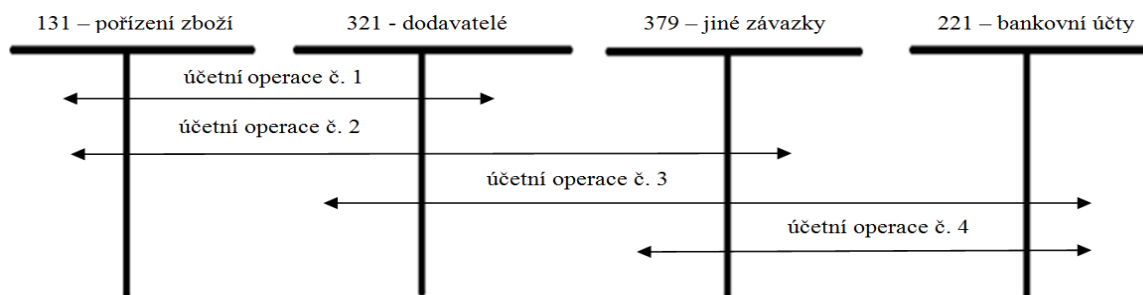 131 – pořízení zboží 321 - dodavatelé 379 – jiné závazky 221 – bankovní účty
účetní operace č. 1
účetní operace č. 2
účetní operace č. 3
účetní operace č. 4